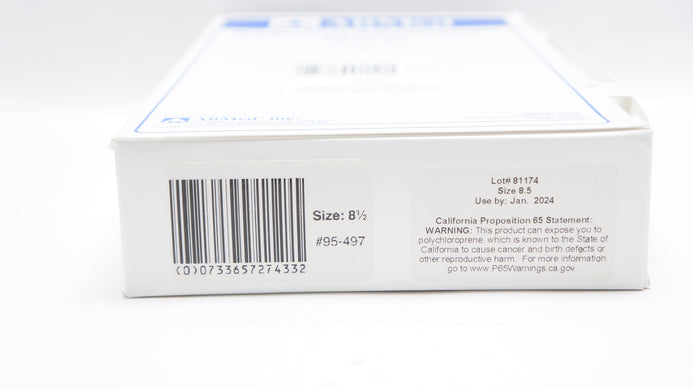 Size: 8½
#95-497
(0)0733657274332
Lot# 81174
Size 8.5
Use by: Jan. 2024
California Proposition 65 Statement:
WARNING: This product can expose you to
polychloroprene, which is known to the State of
California to cause cancer and birth defects or
other reproductive harm. For more information
go to www.P65Warnings.ca.gov.